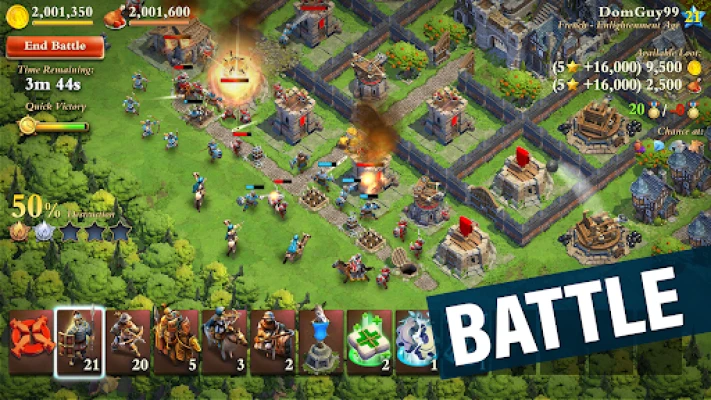 2,001,350
2,001,600
End Battle
Time Remaining:
3m 44s
Quick Victory
50%
Destruction
DomGuy99 21
French - Enlightenment Age
Available Loot:
(5★ +16,000) 9,500
(5★ +16,000) 2,500
20 /
Chance at:
BATTLE
21
20
5
3
2
2